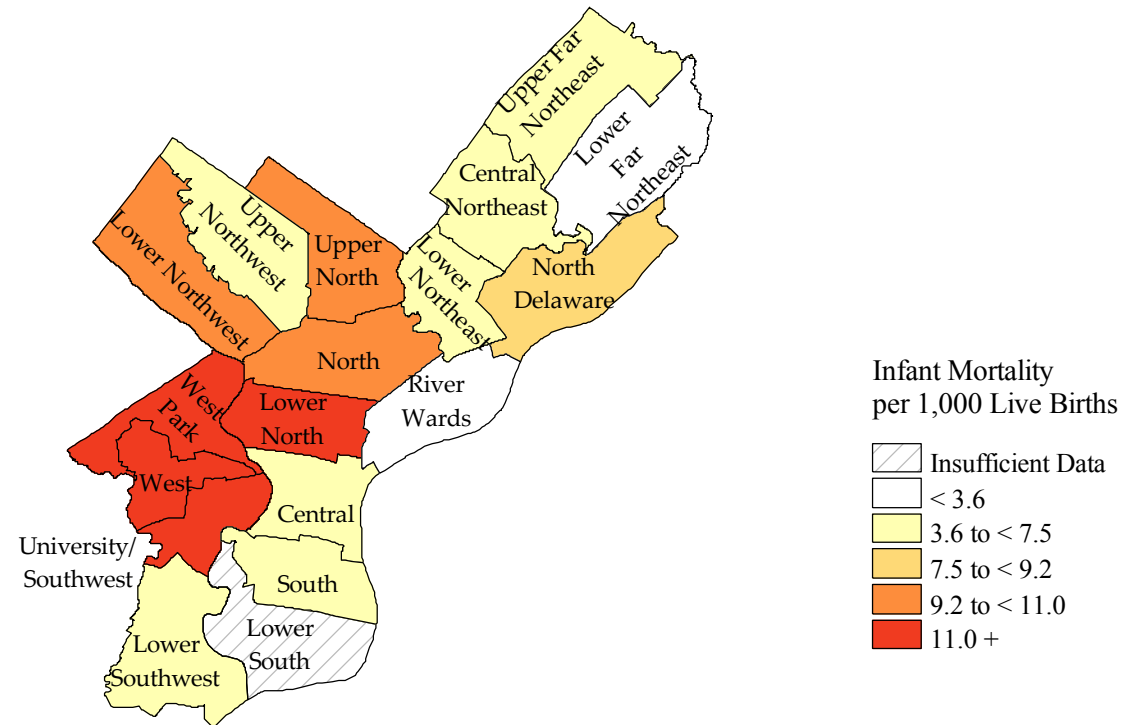 Upper Far
Northeast
Lower
Far
Northeast
Central
Northeast
Upper
Northwest
Lower Northwest
Upper
North
Lower
Northeast
North
Delaware
North
West
Park
Lower
North
River
Wards
West
Central
University/
Southwest
South
Lower
South
Lower
Southwest
Infant Mortality
per 1,000 Live Births
Insufficient Data
< 3.6
3.6 to < 7.5
7.5 to < 9.2
9.2 to < 11.0
11.0 +